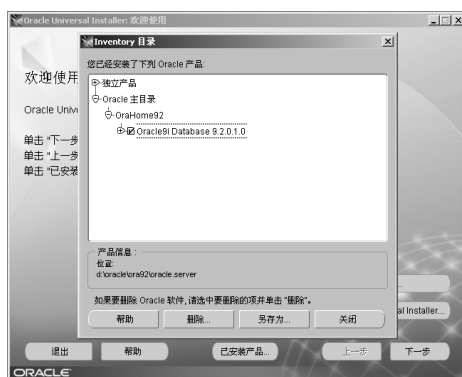 Oracle Universal Installer: 欢迎使用
Inventory 目录
您已经安装了下列 Oracle 产品:
独立产品
Oracle 主目录
OraHome92
Oracle9i Database 9.2.0.1.0
欢迎使用
Oracle Unive
单击 "下一步
单击 "上一步
单击 "已安装
产品信息:
位置:
d:\oracle\ora92\oracle.server
如果要删除 Oracle 软件, 请选中要删除的项并单击 "删除"。
帮助 删除... 另存为... 关闭
al Installer...
退出 帮助 已安装产品... 上一步 下一步
ORACLE